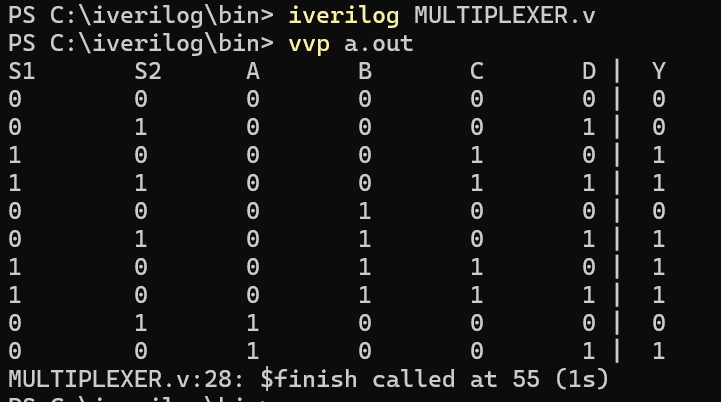 PS C:\iverilog\bin> iverilog MULTIPLEXER.v
PS C:\iverilog\bin> vvp a.out
S1 S2 A B C D | Y
0 0 0 0 0 0 | 0
0 1 0 0 0 1 | 0
1 0 0 0 1 0 | 1
1 1 0 0 1 1 | 1
0 0 0 1 0 0 | 0
0 1 0 1 0 1 | 1
1 0 0 1 1 0 | 1
1 0 0 1 1 1 | 1
0 1 1 0 0 0 | 0
0 0 1 0 0 1 | 1
MULTIPLEXER.v:28: $finish called at 55 (1s)
PS C:\iverilog\bin>